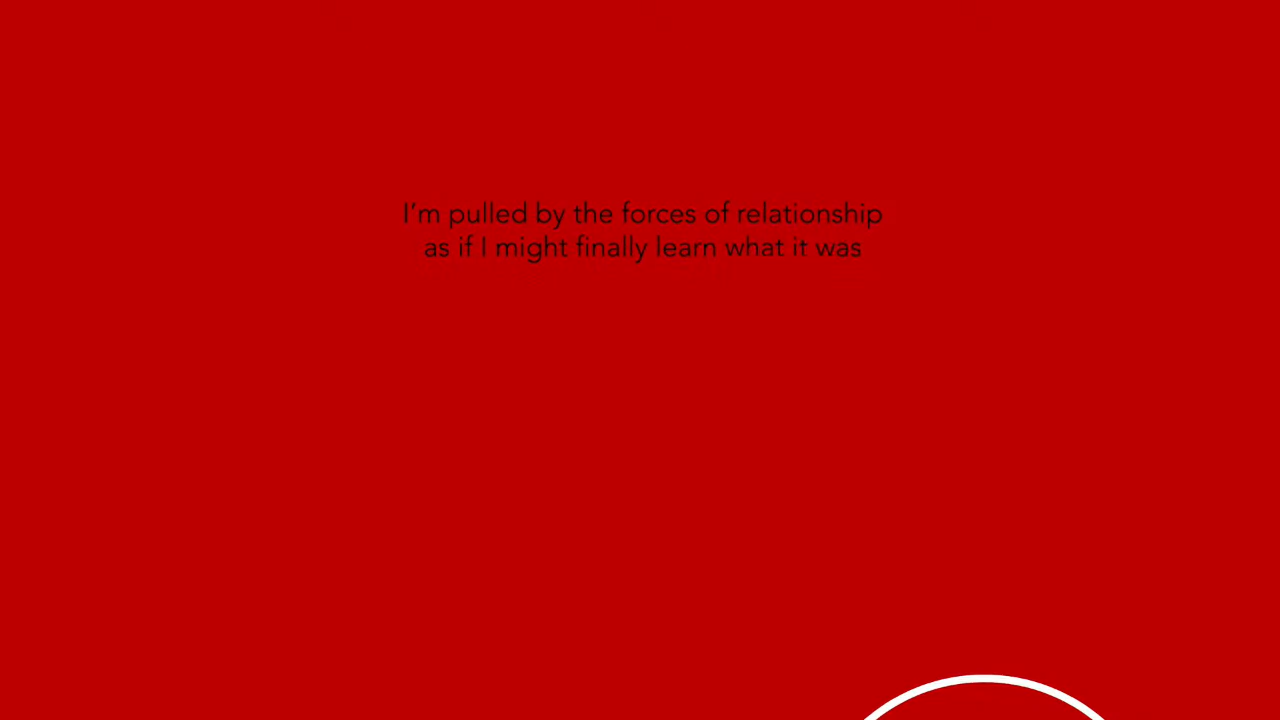 I’m pulled by the forces of relationship
as if I might finally learn what it was